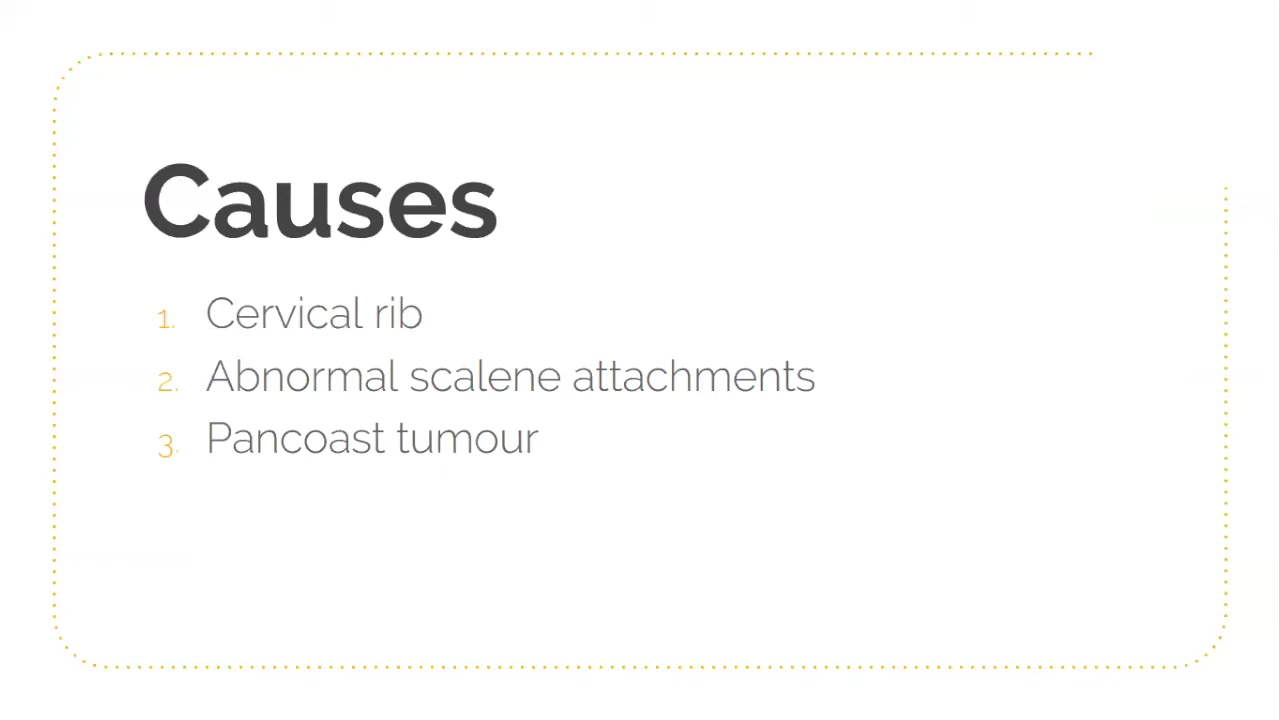 Causes
1. Cervical rib
2. Abnormal scalene attachments
3. Pancoast tumour